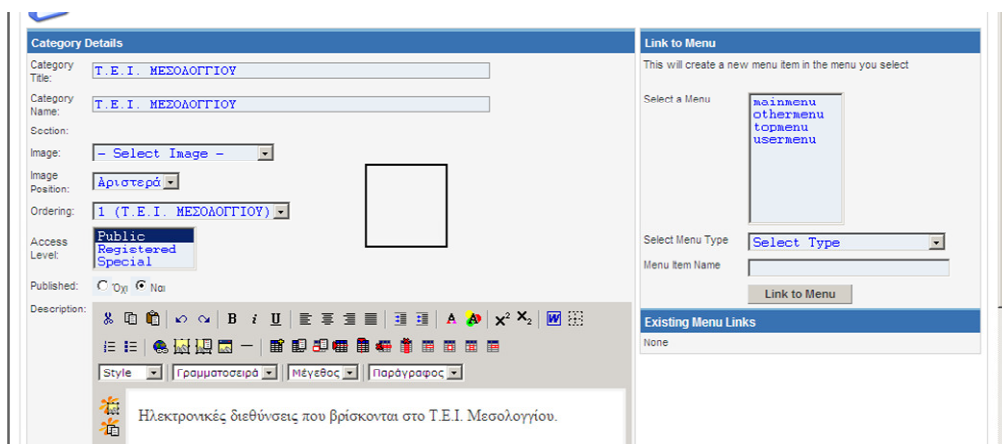 Category Details
Category Title: Τ.Ε.Ι. ΜΕΣΟΛΟΓΓΙΟΥ
Category Name: Τ.Ε.Ι. ΜΕΣΟΛΟΓΓΙΟΥ
Section:
Image: - Select Image -
Image Position: Αριστερά
Ordering: 1 (Τ.Ε.Ι. ΜΕΣΟΛΟΓΓΙΟΥ)
Access Level: Public
Registered
Special
Published: Όχι Ναι
Description:
Style Γραμματοσειρά Μέγεθος Παράγραφος
Ηλεκτρονικές διεθύνσεις που βρίσκονται στο Τ.Ε.Ι. Μεσολογγίου.
Link to Menu
This will create a new menu item in the menu you select
Select a Menu mainmenu
othermenu
topmenu
usermenu
Select Menu Type Select Type
Menu Item Name
Link to Menu
Existing Menu Links
None